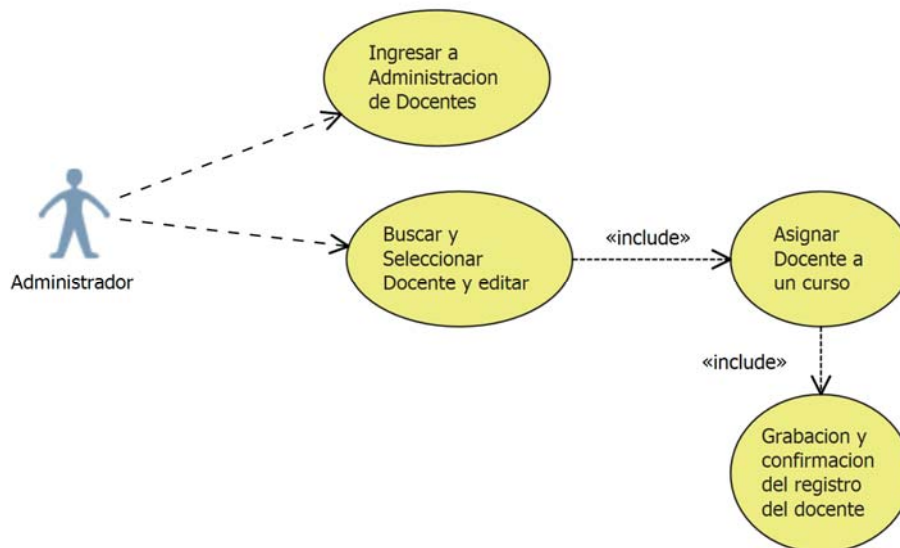 Ingresar a
Administracion
de Docentes
Administrador
Buscar y
Seleccionar
Docente y editar
«include»
Asignar
Docente a
un curso
«include»
Grabacion y
confirmacion
del registro
del docente